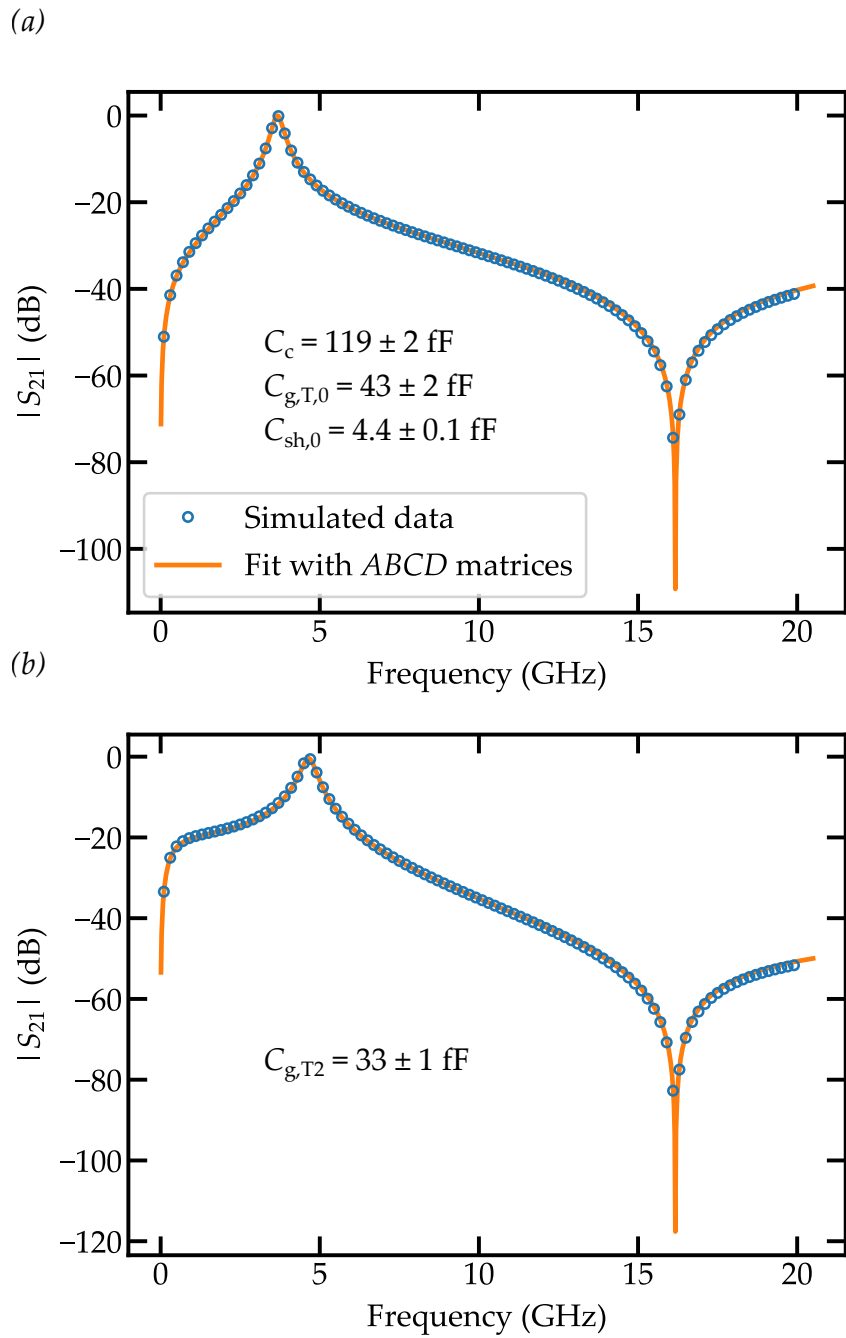 (a)
0
−20
−40
−60
−80
−100
|S21| (dB)
Cc = 119 ± 2 fF
Cg,T,0 = 43 ± 2 fF
Csh,0 = 4.4 ± 0.1 fF
Simulated data
Fit with ABCD matrices
0 5 10 15 20
Frequency (GHz)
(b)
0
−20
−40
−60
−80
−100
−120
|S21| (dB)
Cg,T2 = 33 ± 1 fF
0 5 10 15 20
Frequency (GHz)